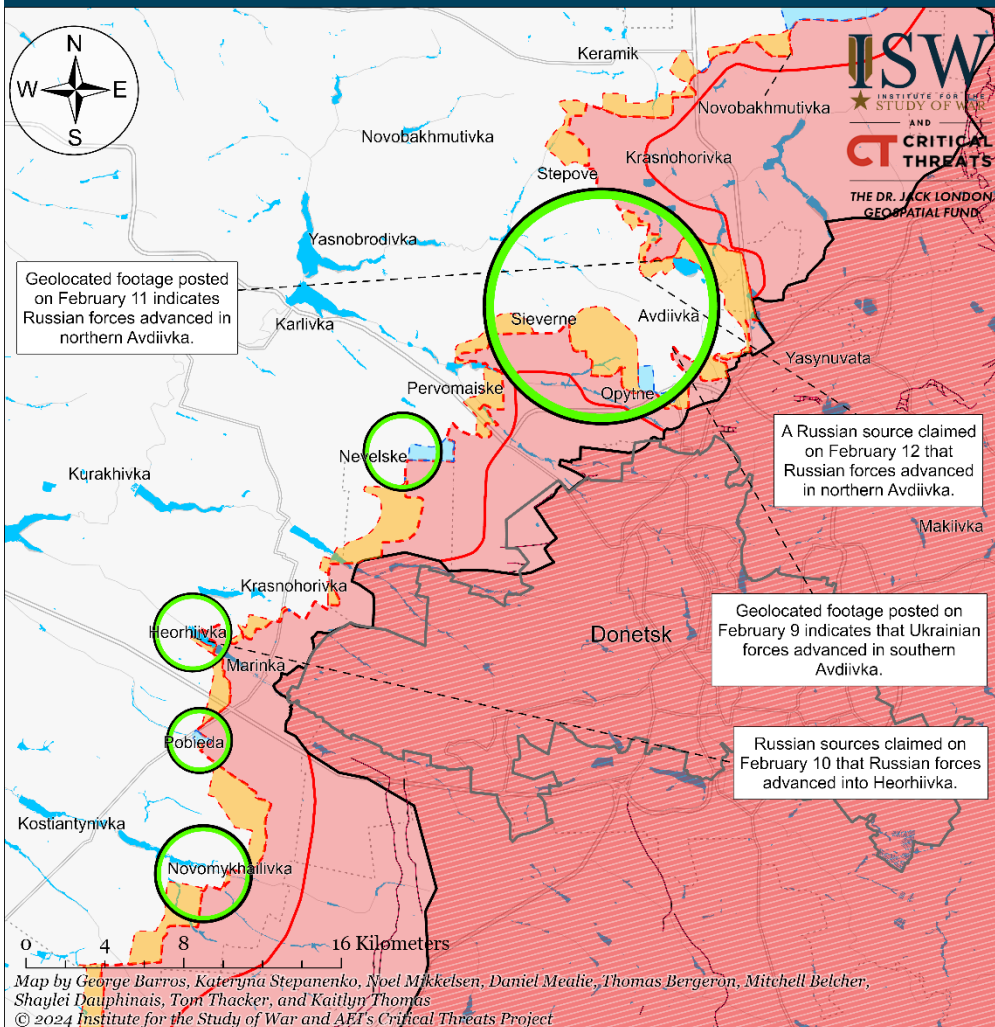 N
W
E
S
Keramik
ISW
INSTITUTE FOR THE
STUDY OF WAR
AND
CT CRITICAL
THREATS
THE DR. JACK LONDON
GEOSPATIAL FUND
Novobakhmutivka
Novobakhmutivka
Krasnohorivka
Stepove
Yasnobrodivka
Geolocated footage posted
on February 11 indicates
Russian forces advanced in
northern Avdiivka.
Karlivka
Sieverne
Avdiivka
Yasynuvata
Pervomaiske
Opytne
A Russian source claimed
on February 12 that
Russian forces advanced
in northern Avdiivka.
Nevelske
Kurakhivka
Makiivka
Krasnohorivka
Geolocated footage posted on
February 9 indicates that Ukrainian
forces advanced in southern
Avdiivka.
Heorhiivka
Donetsk
Marinka
Russian sources claimed on
February 10 that Russian forces
advanced into Heorhiivka.
Pobieda
Kostiantynivka
Novomykhailivka
0 4 8 16 Kilometers
Map by George Barros, Kateryna Stepanenko, Noel Mikkelsen, Daniel Mealie, Thomas Bergeron, Mitchell Belcher,
Shaylei Dauphinais, Tom Thacker, and Kaitlyn Thomas
© 2024 Institute for the Study of War and AEI's Critical Threats Project